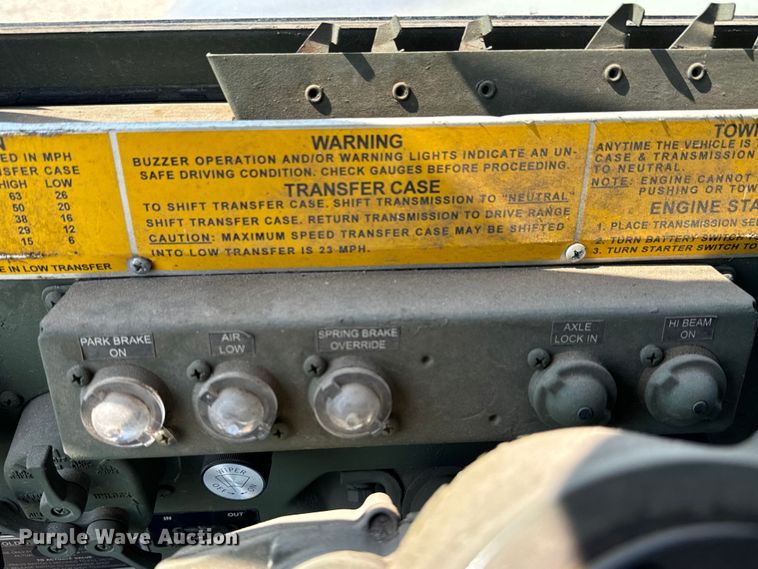 ED IN MPH
NSFER CASE
HIGH LOW
63 26
50 20
38 16
29 12
15 6
E IN LOW TRANSFER
WARNING
BUZZER OPERATION AND/OR WARNING LIGHTS INDICATE AN UN-
SAFE DRIVING CONDITION. CHECK GAUGES BEFORE PROCEEDING.
TRANSFER CASE
TO SHIFT TRANSFER CASE. SHIFT TRANSMISSION TO "NEUTRAL"
SHIFT TRANSFER CASE. RETURN TRANSMISSION TO DRIVE RANGE
CAUTION: MAXIMUM SPEED TRANSFER CASE MAY BE SHIFTED
INTO LOW TRANSFER IS 23 MPH.
TOWI
ANYTIME THE VEHICLE IS
CASE & TRANSMISSION
TO NEUTRAL.
NOTE: ENGINE CANNOT
PUSHING OR TOW
ENGINE STA
1. PLACE TRANSMISSION SEL
2. TURN BATTERY SWITCH
3. TURN STARTER SWITCH TO
PARK BRAKE
ON
AIR
LOW
SPRING BRAKE
OVERRIDE
AXLE
LOCK IN
HI BEAM
ON
WIPER
OFF
IN OUT
Purple Wave Auction